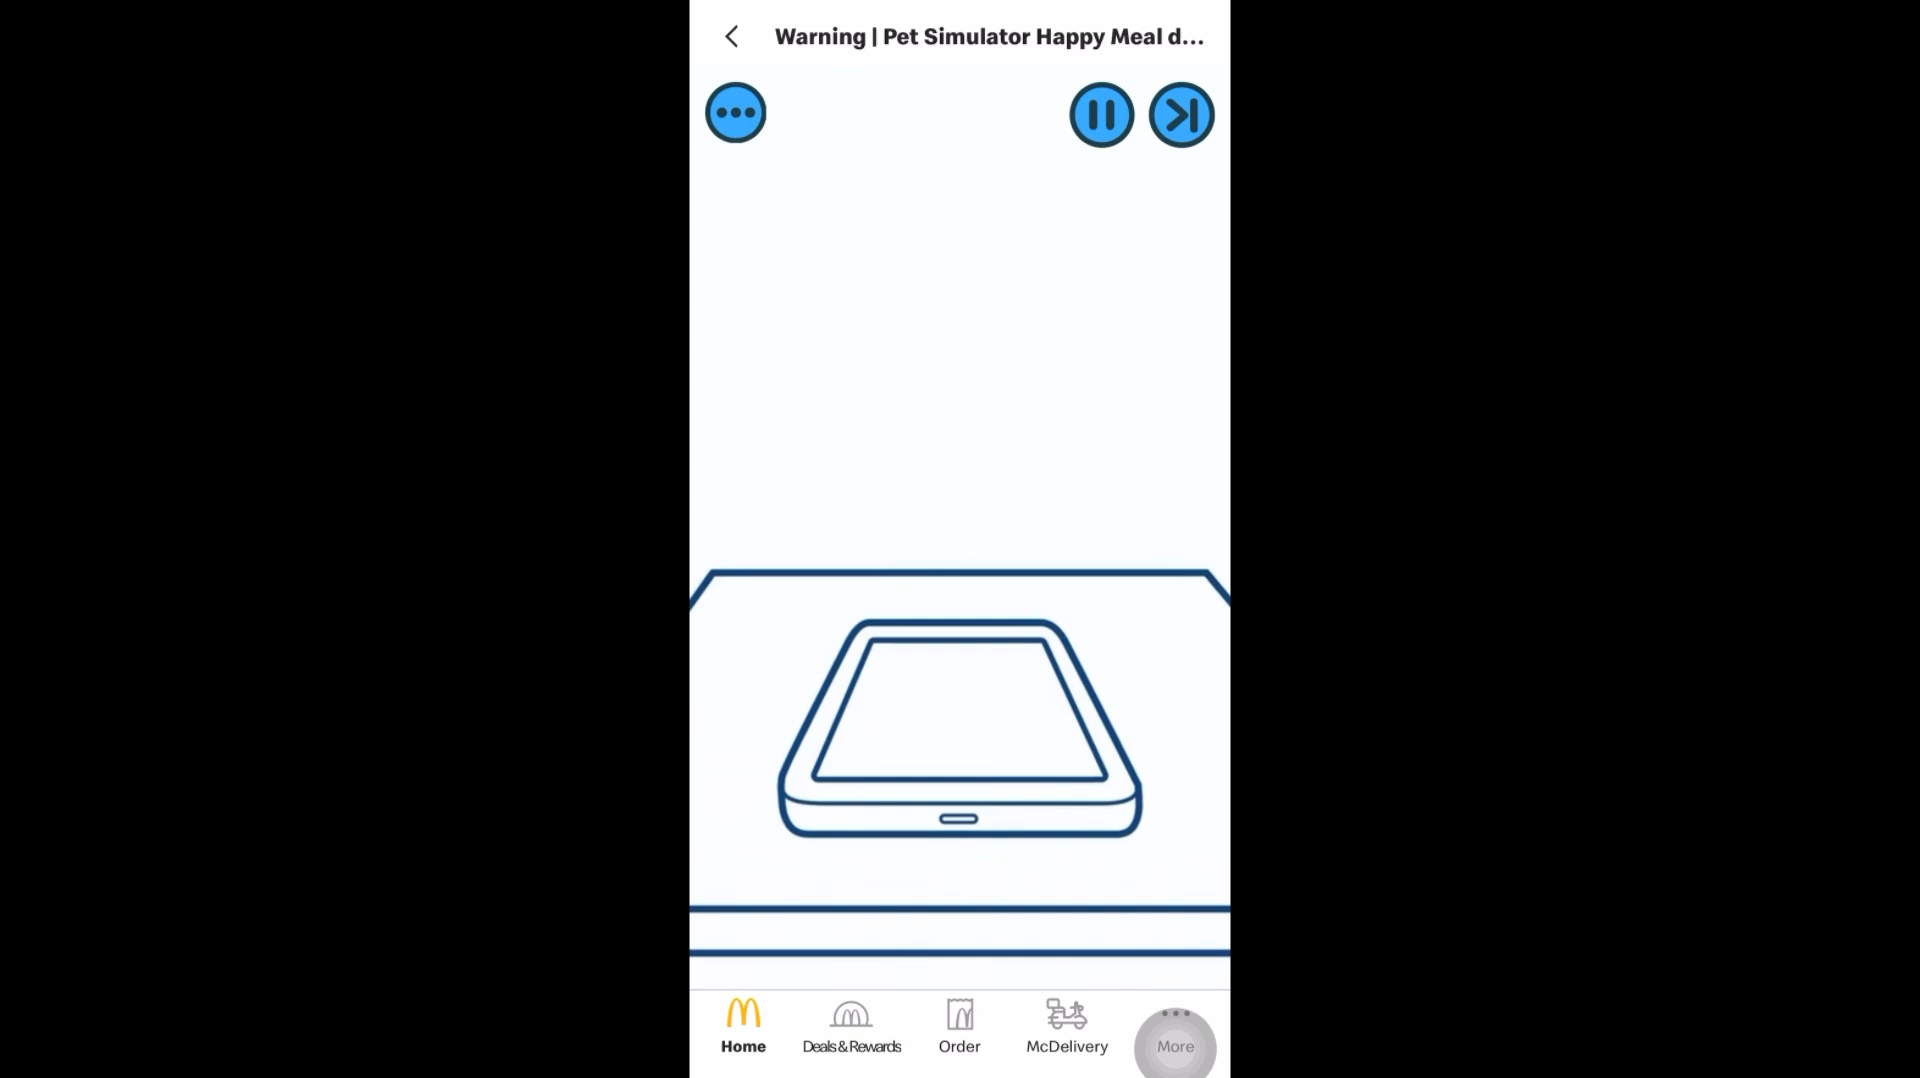 Warning | Pet Simulator Happy Meal d...
Home
Deals & Rewards
Order
McDelivery
More